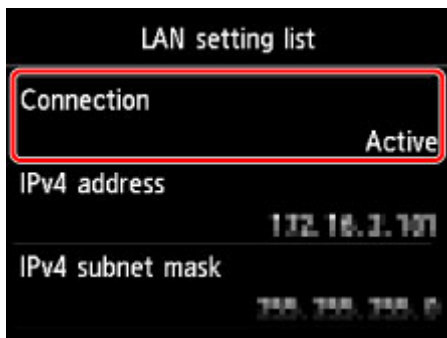 LAN setting list
Connection
Active
IPv4 address
IPv4 subnet mask